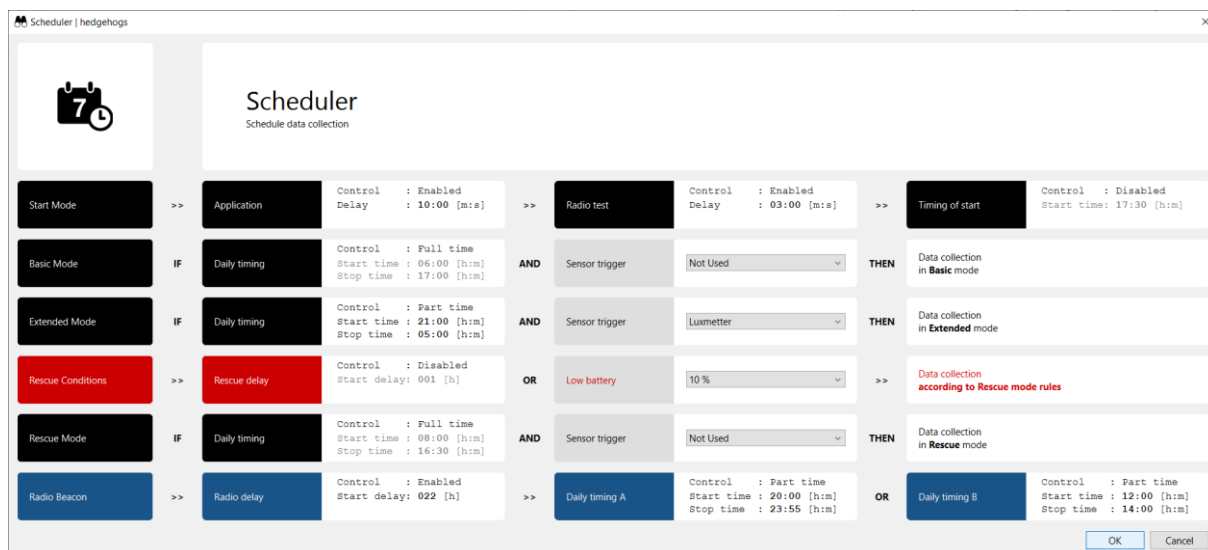 Scheduler | hedgehogs
7
Scheduler
Schedule data collection
Start Mode
>>
Application
Control : Enabled
Delay : 10:00 [m:s]
>>
Radio test
Control : Enabled
Delay : 03:00 [m:s]
>>
Timing of start
Control : Disabled
Start time: 17:30 [h:m]
Basic Mode
IF
Daily timing
Control : Full time
Start time : 06:00 [h:m]
Stop time : 17:00 [h:m]
AND
Sensor trigger
Not Used
THEN
Data collection
in Basic mode
Extended Mode
IF
Daily timing
Control : Part time
Start time : 21:00 [h:m]
Stop time : 05:00 [h:m]
AND
Sensor trigger
Luxmetter
THEN
Data collection
in Extended mode
Rescue Conditions
>>
Rescue delay
Control : Disabled
Start delay: 001 [h]
OR
Low battery
10 %
>>
Data collection
according to Rescue mode rules
Rescue Mode
IF
Daily timing
Control : Full time
Start time : 08:00 [h:m]
Stop time : 16:30 [h:m]
AND
Sensor trigger
Not Used
THEN
Data collection
in Rescue mode
Radio Beacon
>>
Radio delay
Control : Enabled
Start delay: 022 [h]
>>
Daily timing A
Control : Part time
Start time : 20:00 [h:m]
Stop time : 23:55 [h:m]
OR
Daily timing B
Control : Part time
Start time : 12:00 [h:m]
Stop time : 14:00 [h:m]
OK
Cancel